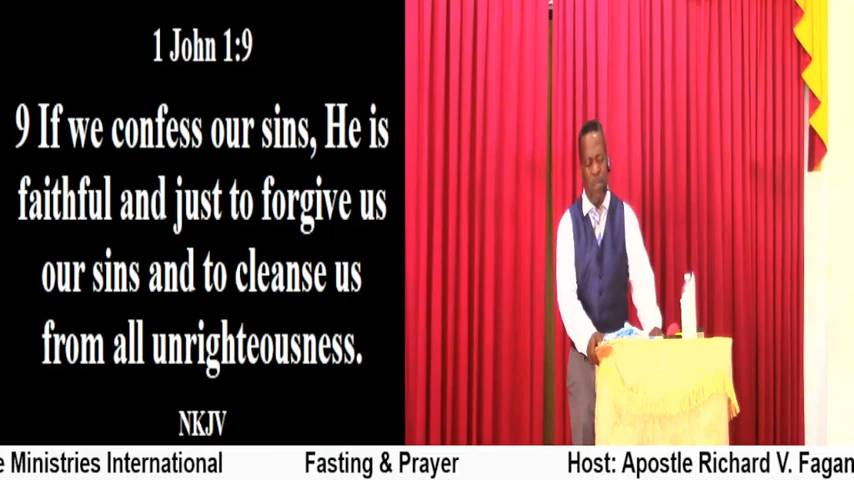 1 John 1:9
9 If we confess our sins, He is
faithful and just to forgive us
our sins and to cleanse us
from all unrighteousness.
NKJV
Ministries International Fasting & Prayer Host: Apostle Richard V. Fagan